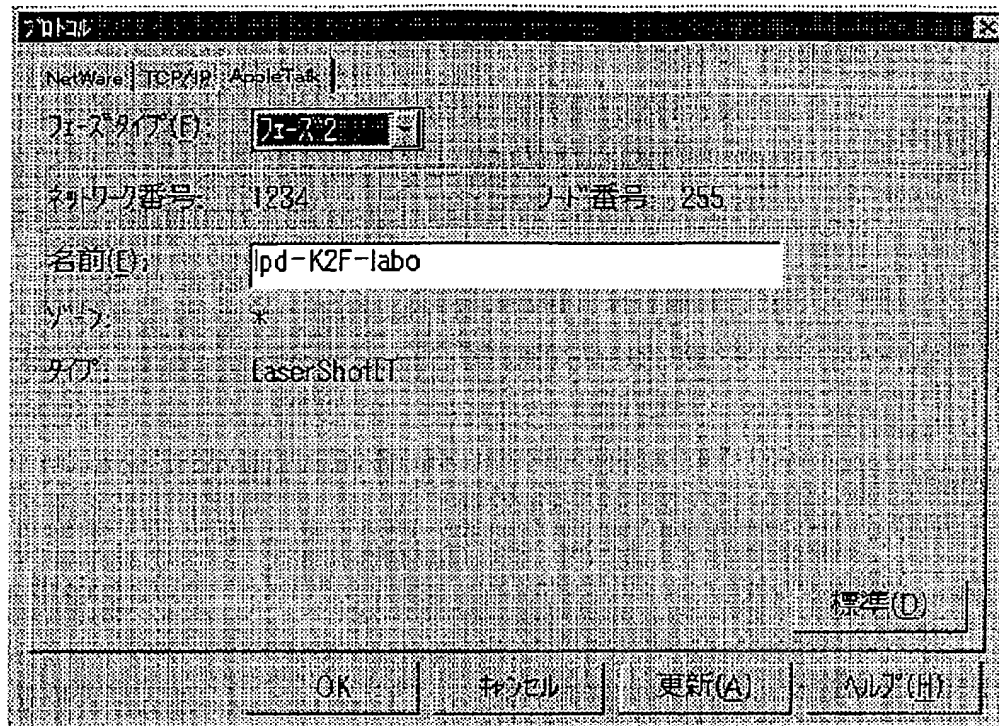 プロトコル
NetWare TCP/IP AppleTalk
フェーズタイプ(F): フェーズ 2
ネットワーク番号: 1234 ノード番号 255
名前(E): lpd-K2F-labo
ゾーン: *
タイプ: LaserShotLT
標準(D)
OK キャンセル 更新(A) ヘルプ(H)